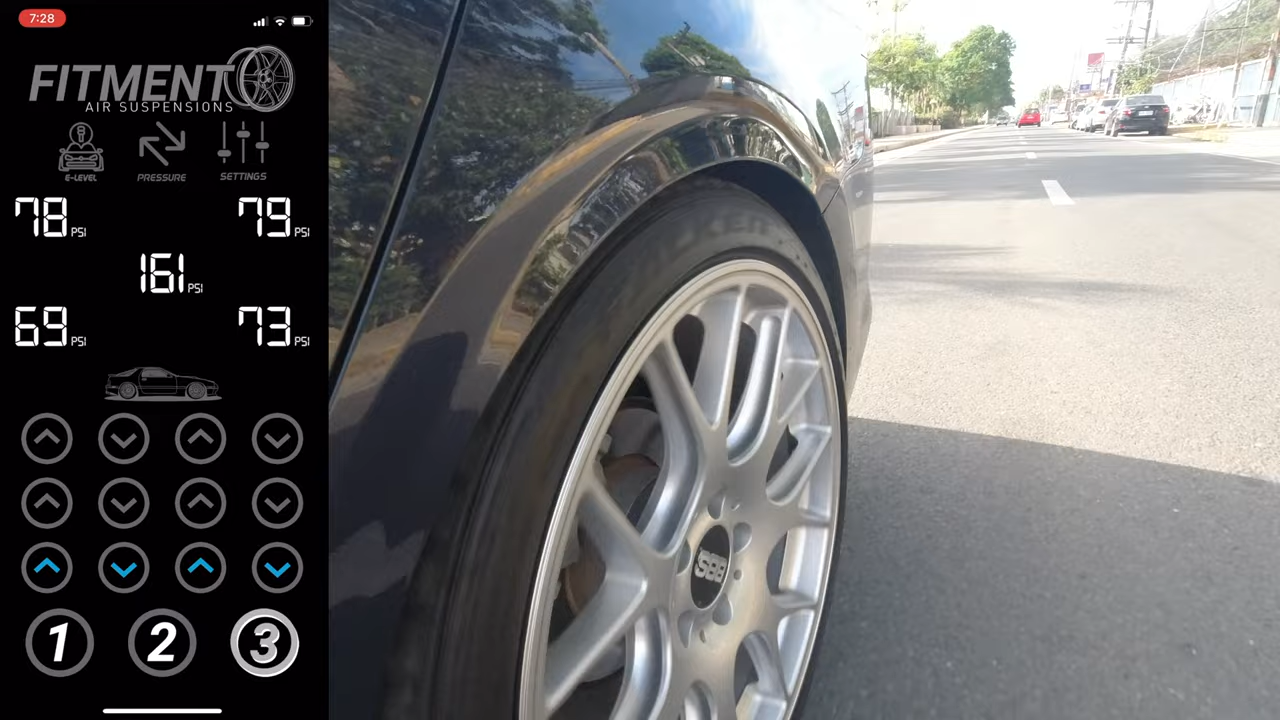 7:28
FITMENT
AIR SUSPENSIONS
E-LEVEL
PRESSURE
SETTINGS
78 PSI
79 PSI
161 PSI
69 PSI
73 PSI
1
2
3
BBS